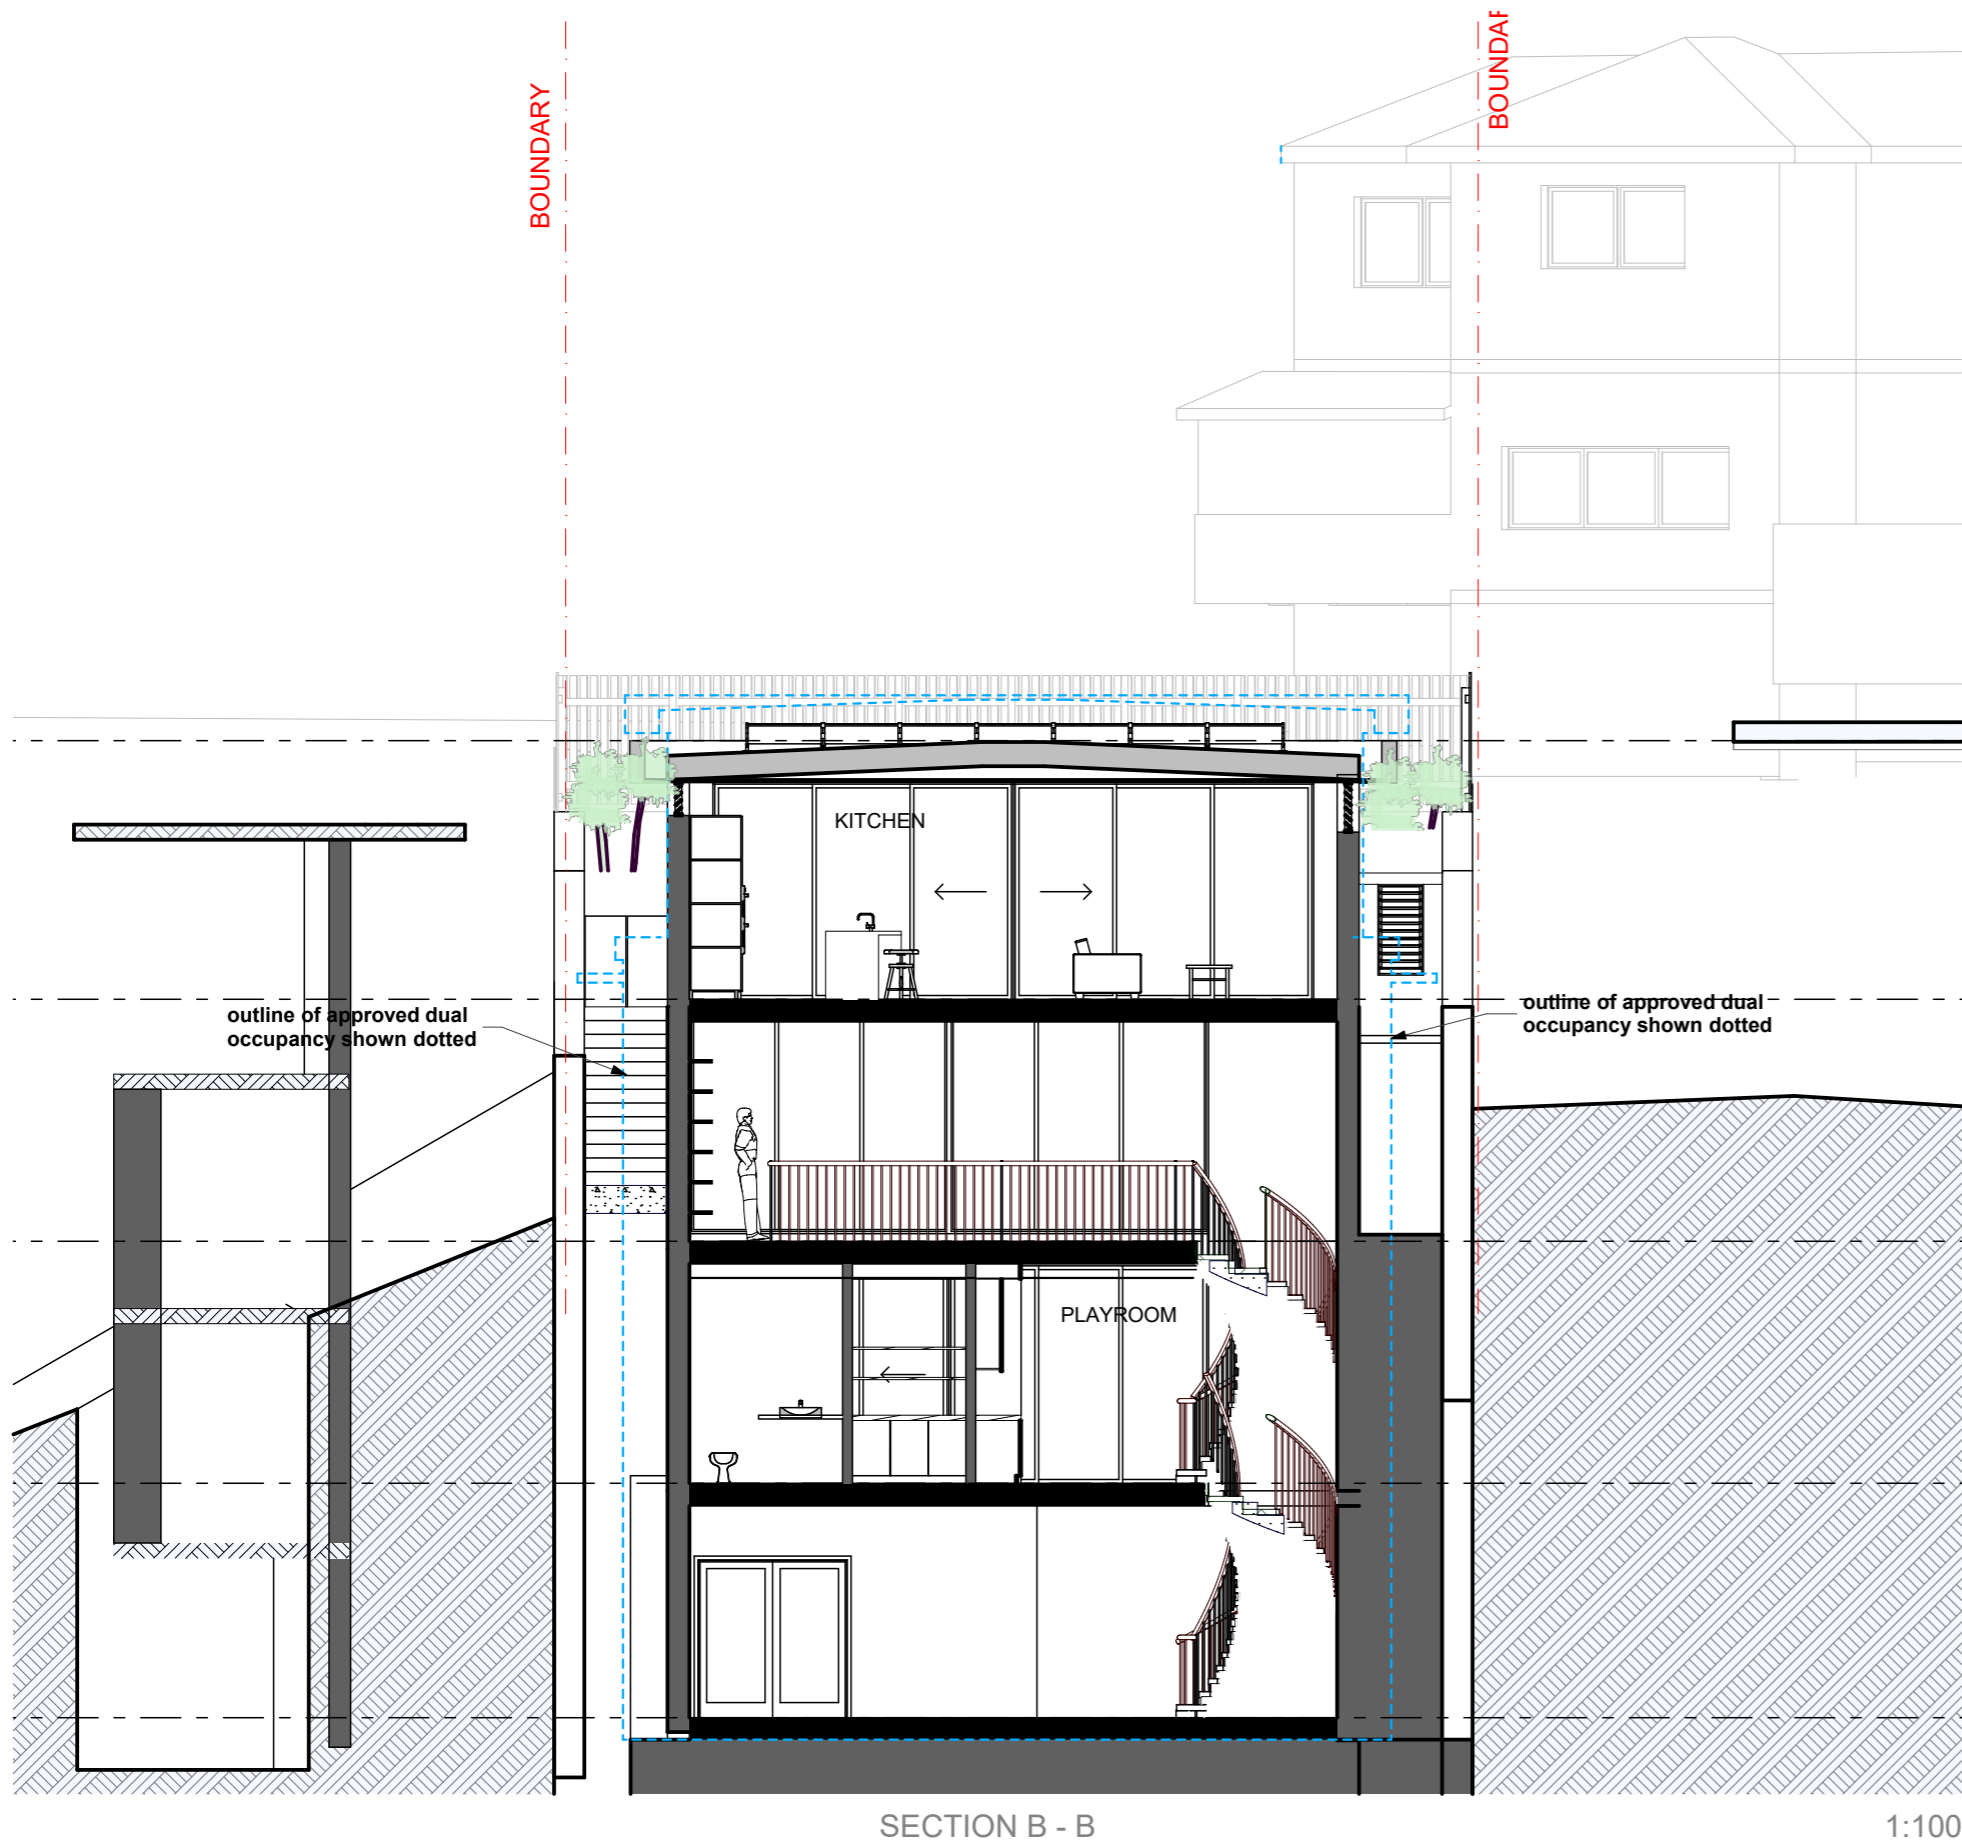 BOUNDARY
BOUNDAR
KITCHEN
outline of approved dual
occupancy shown dotted
outline of approved dual
occupancy shown dotted
PLAYROOM
SECTION B - B
1:100